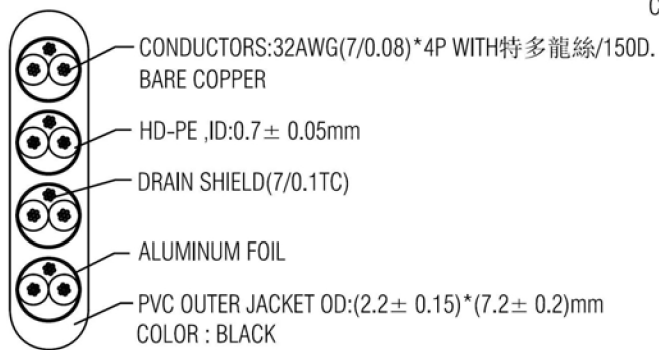 C
CONDUCTORS:32AWG(7/0.08)*4P WITH特多龍絲/150D.
BARE COPPER
HD-PE ,ID:0.7± 0.05mm
DRAIN SHIELD(7/0.1TC)
ALUMINUM FOIL
PVC OUTER JACKET OD:(2.2± 0.15)*(7.2± 0.2)mm
COLOR : BLACK